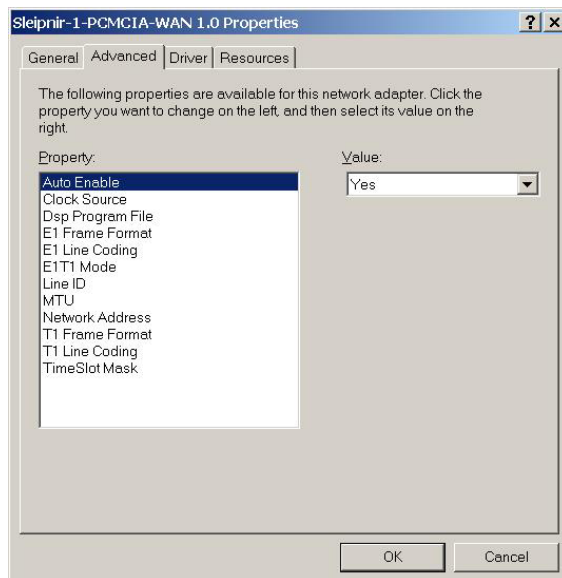 Sleipnir-1-PCMCIA-WAN 1.0 Properties
General Advanced Driver Resources
The following properties are available for this network adapter. Click the
property you want to change on the left, and then select its value on the
right.
Property:
Value:
Auto Enable
Yes
Clock Source
Dsp Program File
E1 Frame Format
E1 Line Coding
E1T1 Mode
Line ID
MTU
Network Address
T1 Frame Format
T1 Line Coding
TimeSlot Mask
OK
Cancel